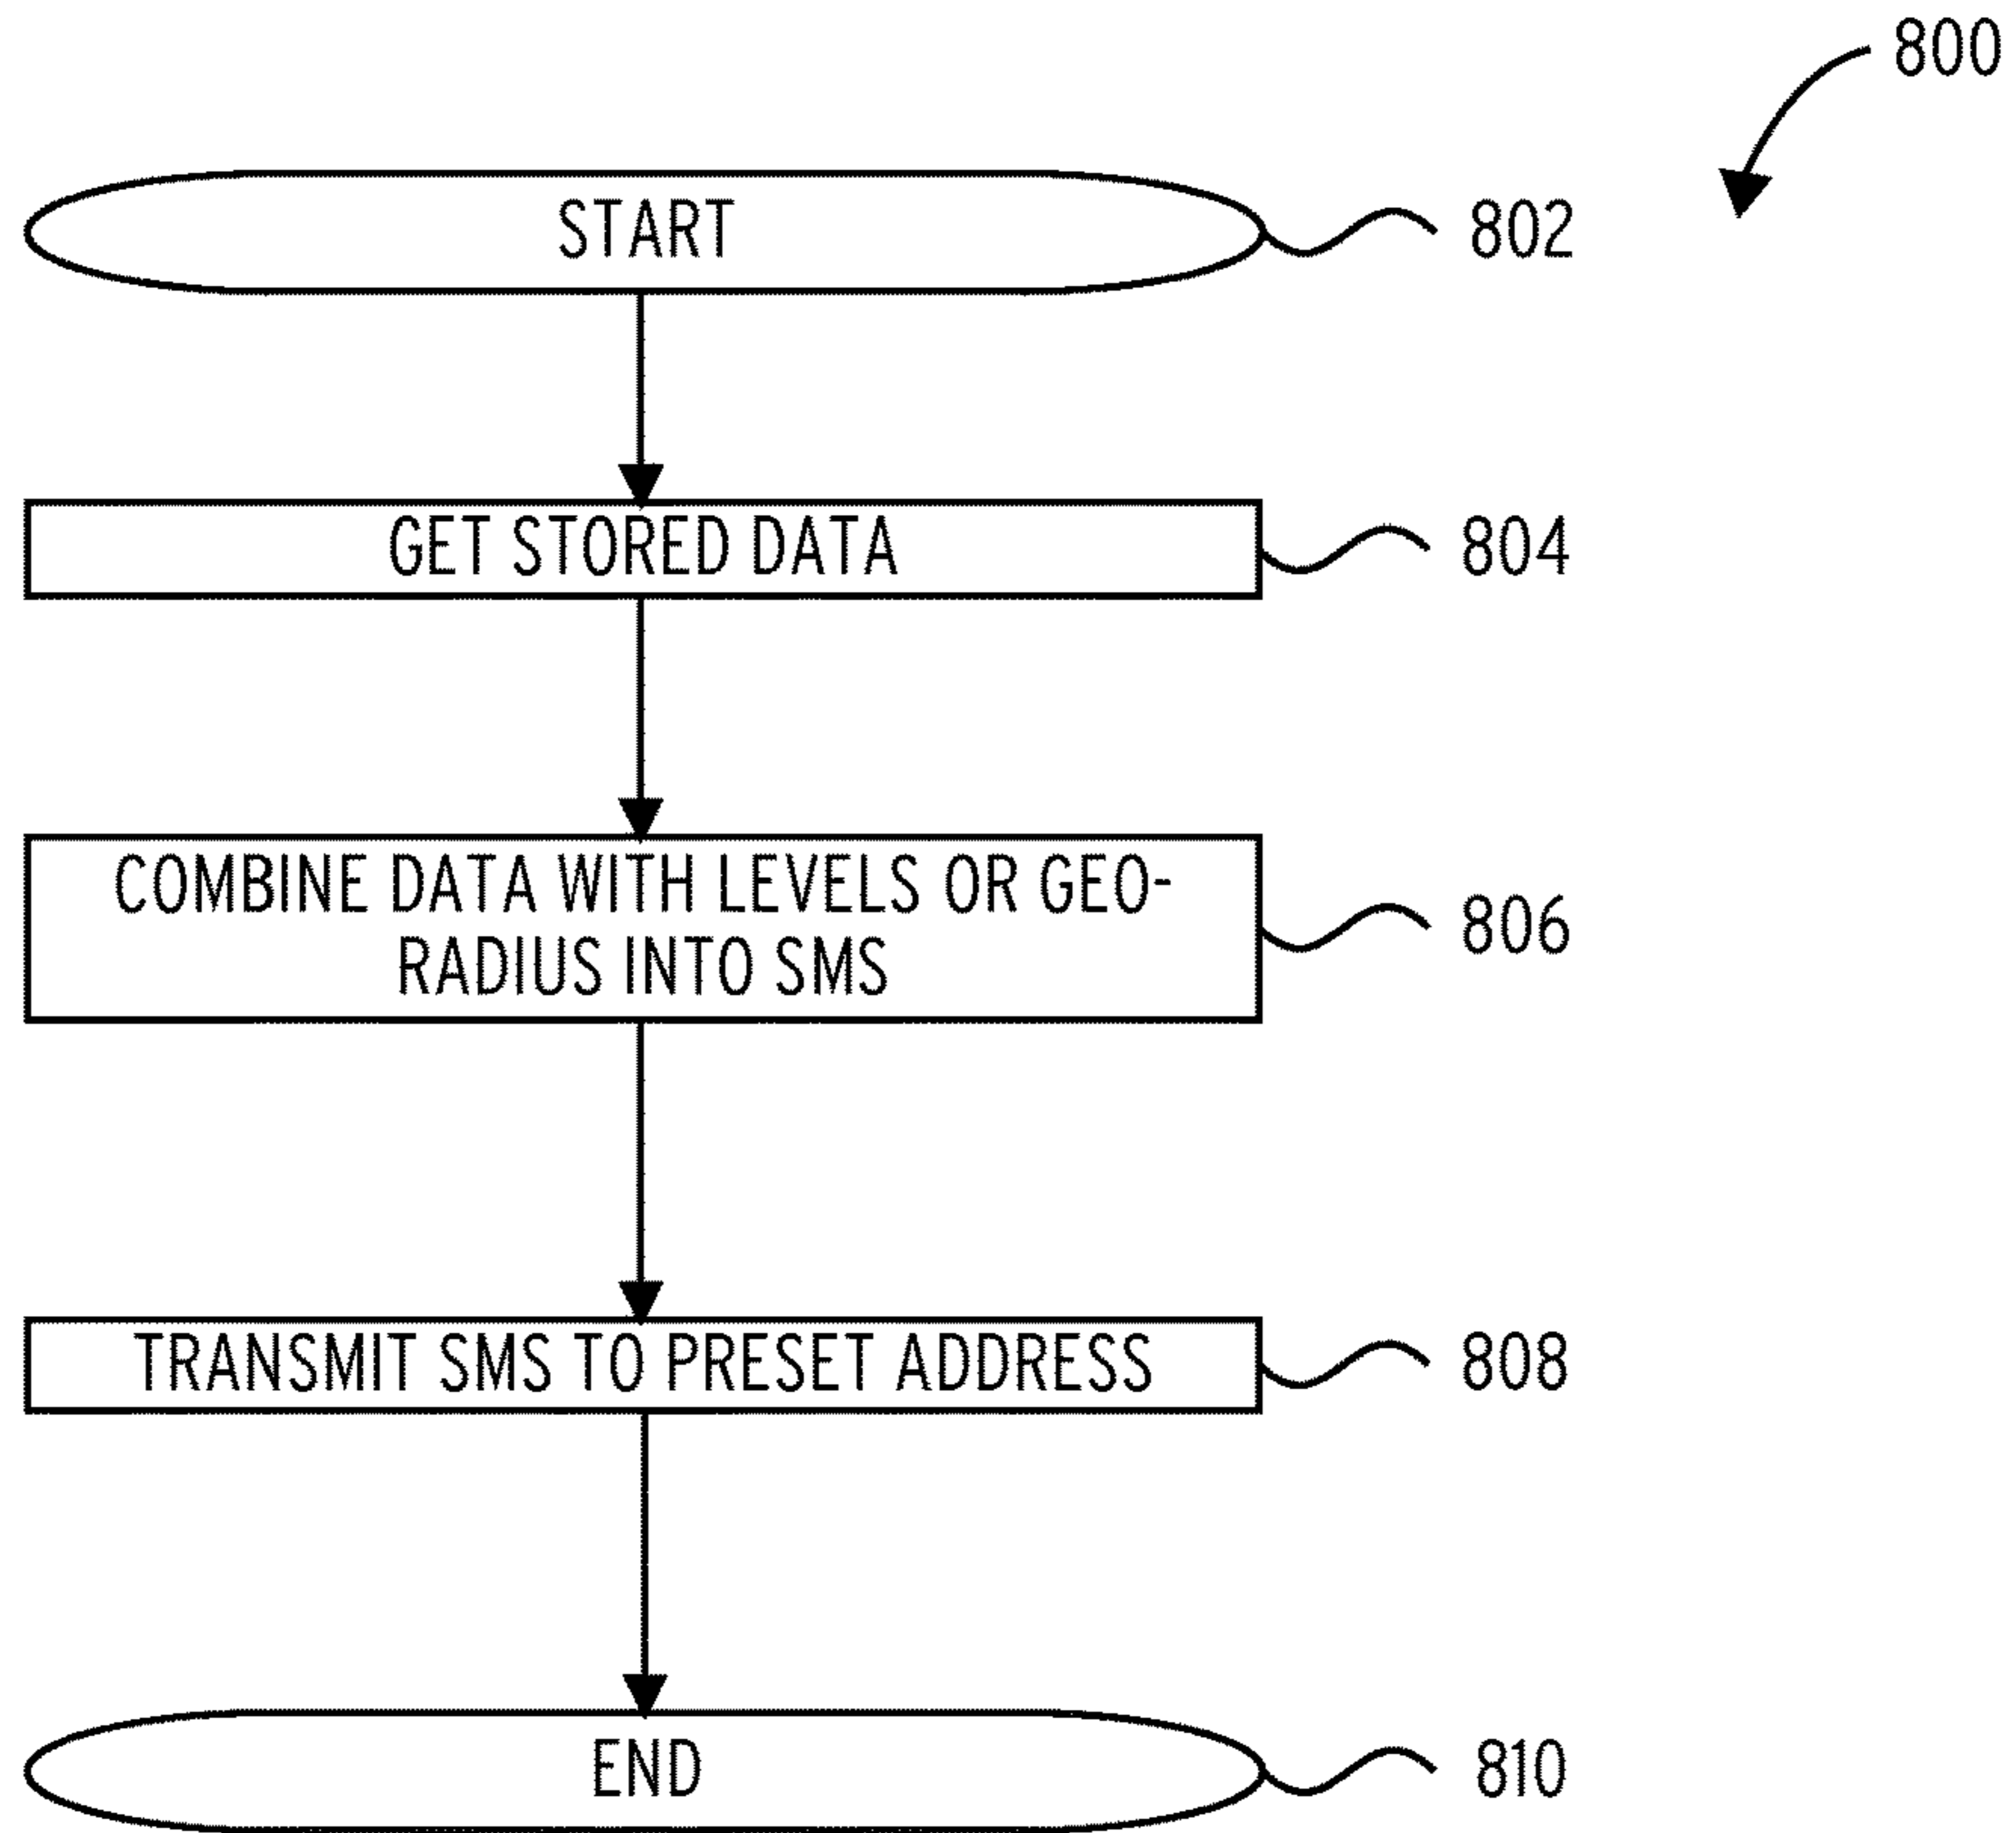 800
START
802
GET STORED DATA
804
COMBINE DATA WITH LEVELS OR GEO-
RADIUS INTO SMS
806
TRANSMIT SMS TO PRESET ADDRESS
808
END
810